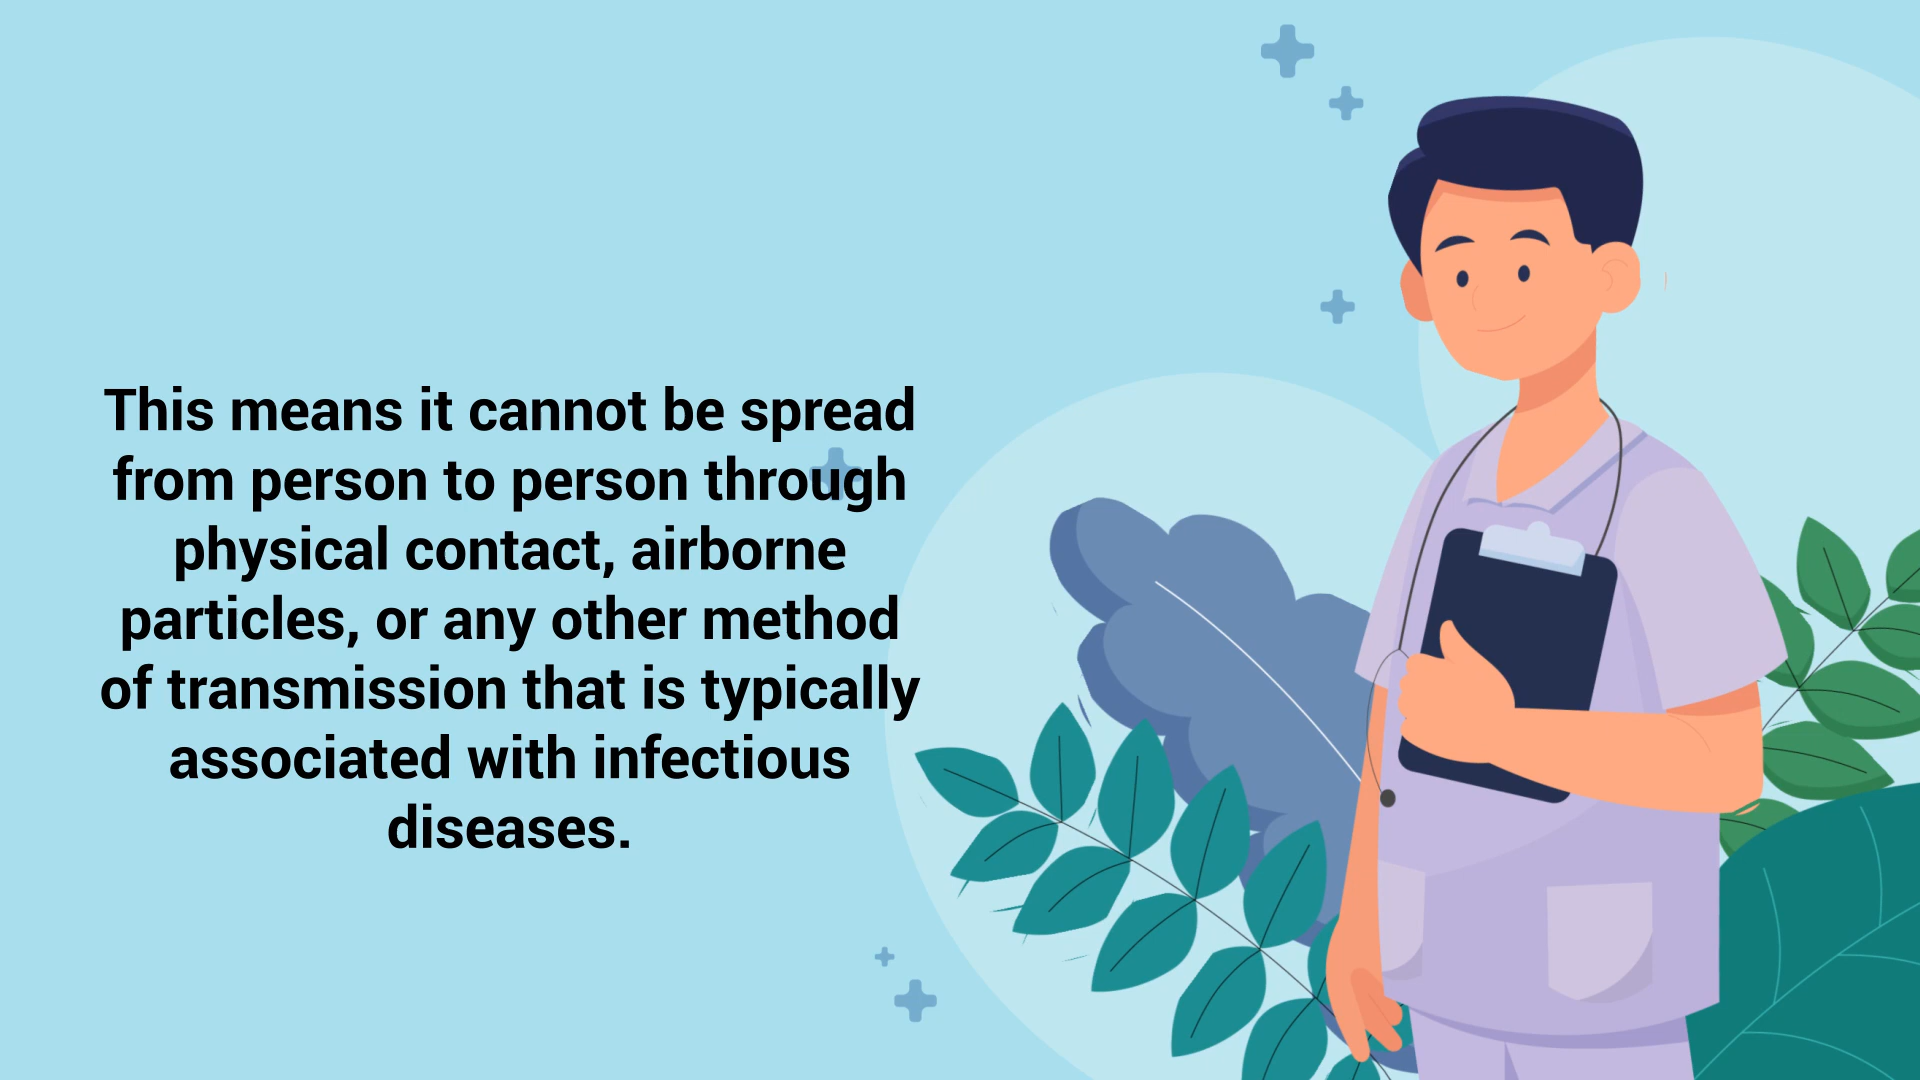 This means it cannot be spread
from person to person through
physical contact, airborne
particles, or any other method
of transmission that is typically
associated with infectious
diseases.